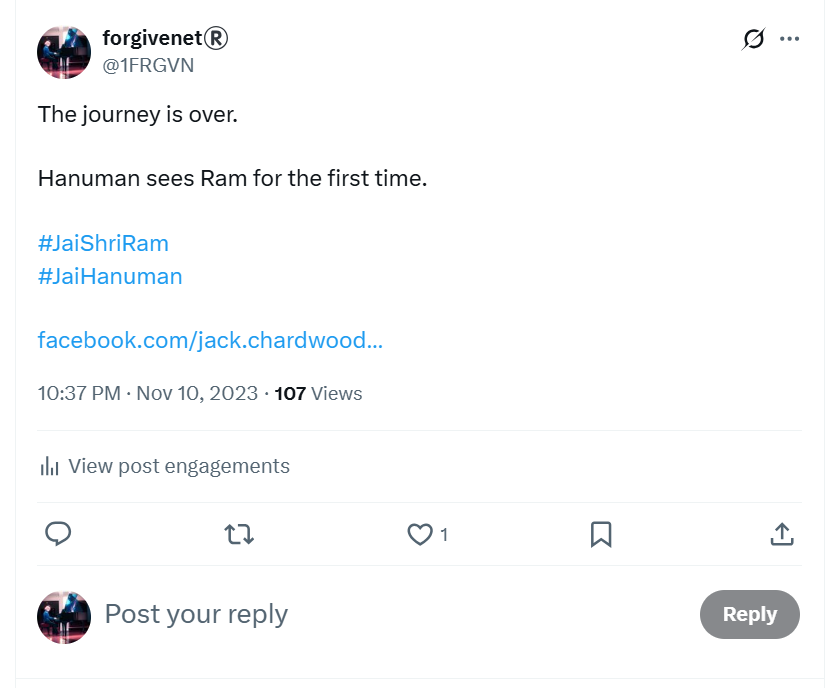 forgivenet®
@1FRGVN
The journey is over.
Hanuman sees Ram for the first time.
#JaiShriRam
#JaiHanuman
facebook.com/jack.chardwood...
10:37 PM · Nov 10, 2023 · 107 Views
View post engagements
1
Post your reply
Reply